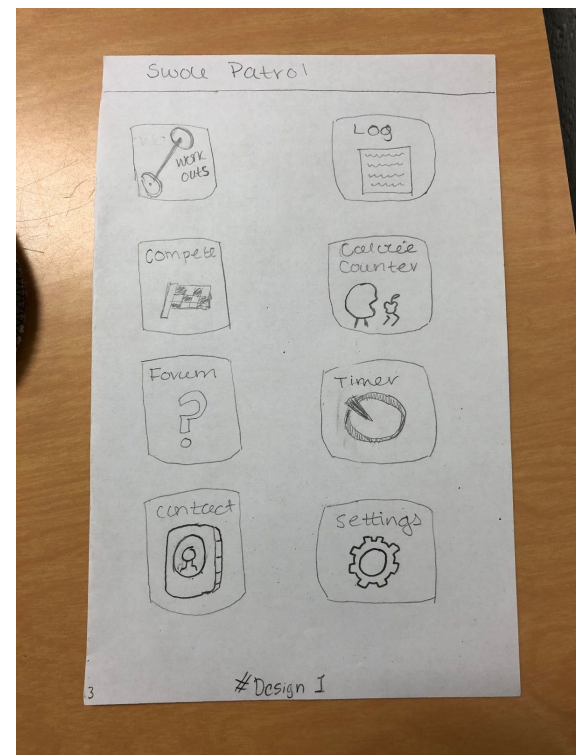 Swole Patrol
work
outs
Log
Compete
Calorie
Counter
Forum
Timer
contact
settings
3
# Design I